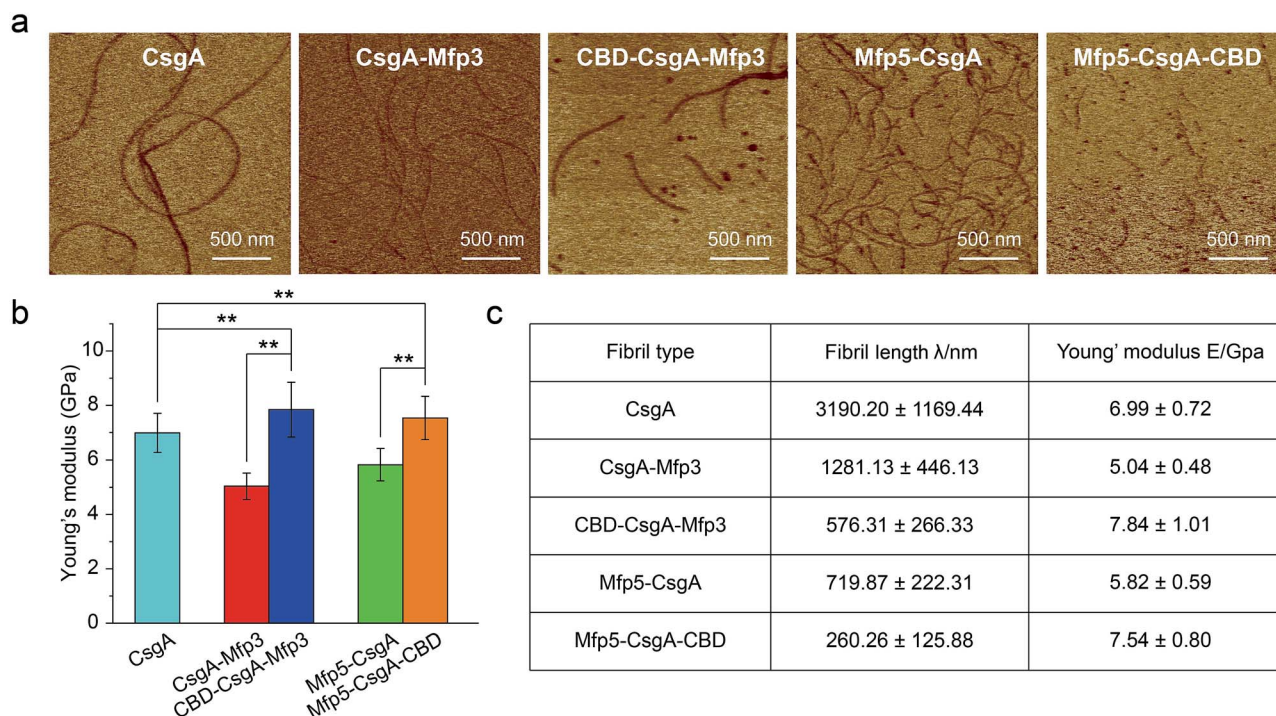 a
CsgA
CsgA-Mfp3
CBD-CsgA-Mfp3
Mfp5-CsgA
Mfp5-CsgA-CBD
500 nm
500 nm
500 nm
500 nm
500 nm
b
**
**
**
**
Young's modulus (GPa)
10
8
6
4
2
0
CsgA
CsgA-Mfp3
CBD-CsgA-Mfp3
Mfp5-CsgA
Mfp5-CsgA-CBD
c
Fibril type Fibril length λ/nm Young' modulus E/Gpa
CsgA 3190.20 ± 1169.44 6.99 ± 0.72
CsgA-Mfp3 1281.13 ± 446.13 5.04 ± 0.48
CBD-CsgA-Mfp3 576.31 ± 266.33 7.84 ± 1.01
Mfp5-CsgA 719.87 ± 222.31 5.82 ± 0.59
Mfp5-CsgA-CBD 260.26 ± 125.88 7.54 ± 0.80